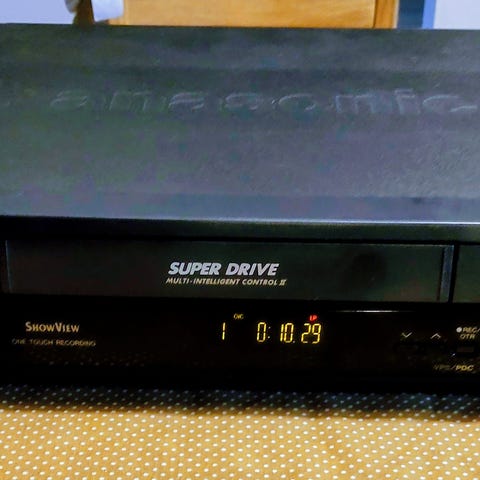 SUPER DRIVE
MULTI-INTELLIGENT CONTROL II
SHOWVIEW
ONE TOUCH RECORDING
LP
1 0:10.29
REC/
OTR
VPS/PDC